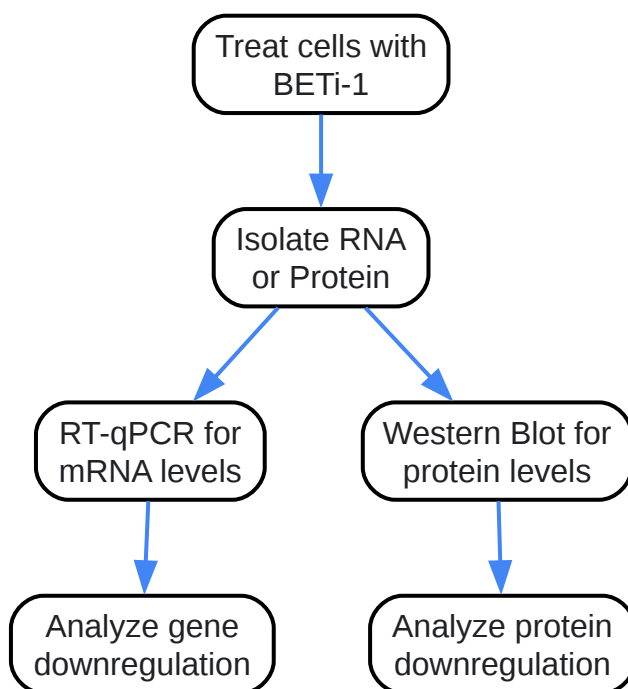 Treat cells with
BETi-1
Isolate RNA
or Protein
RT-qPCR for
mRNA levels
Western Blot for
protein levels
Analyze gene
downregulation
Analyze protein
downregulation